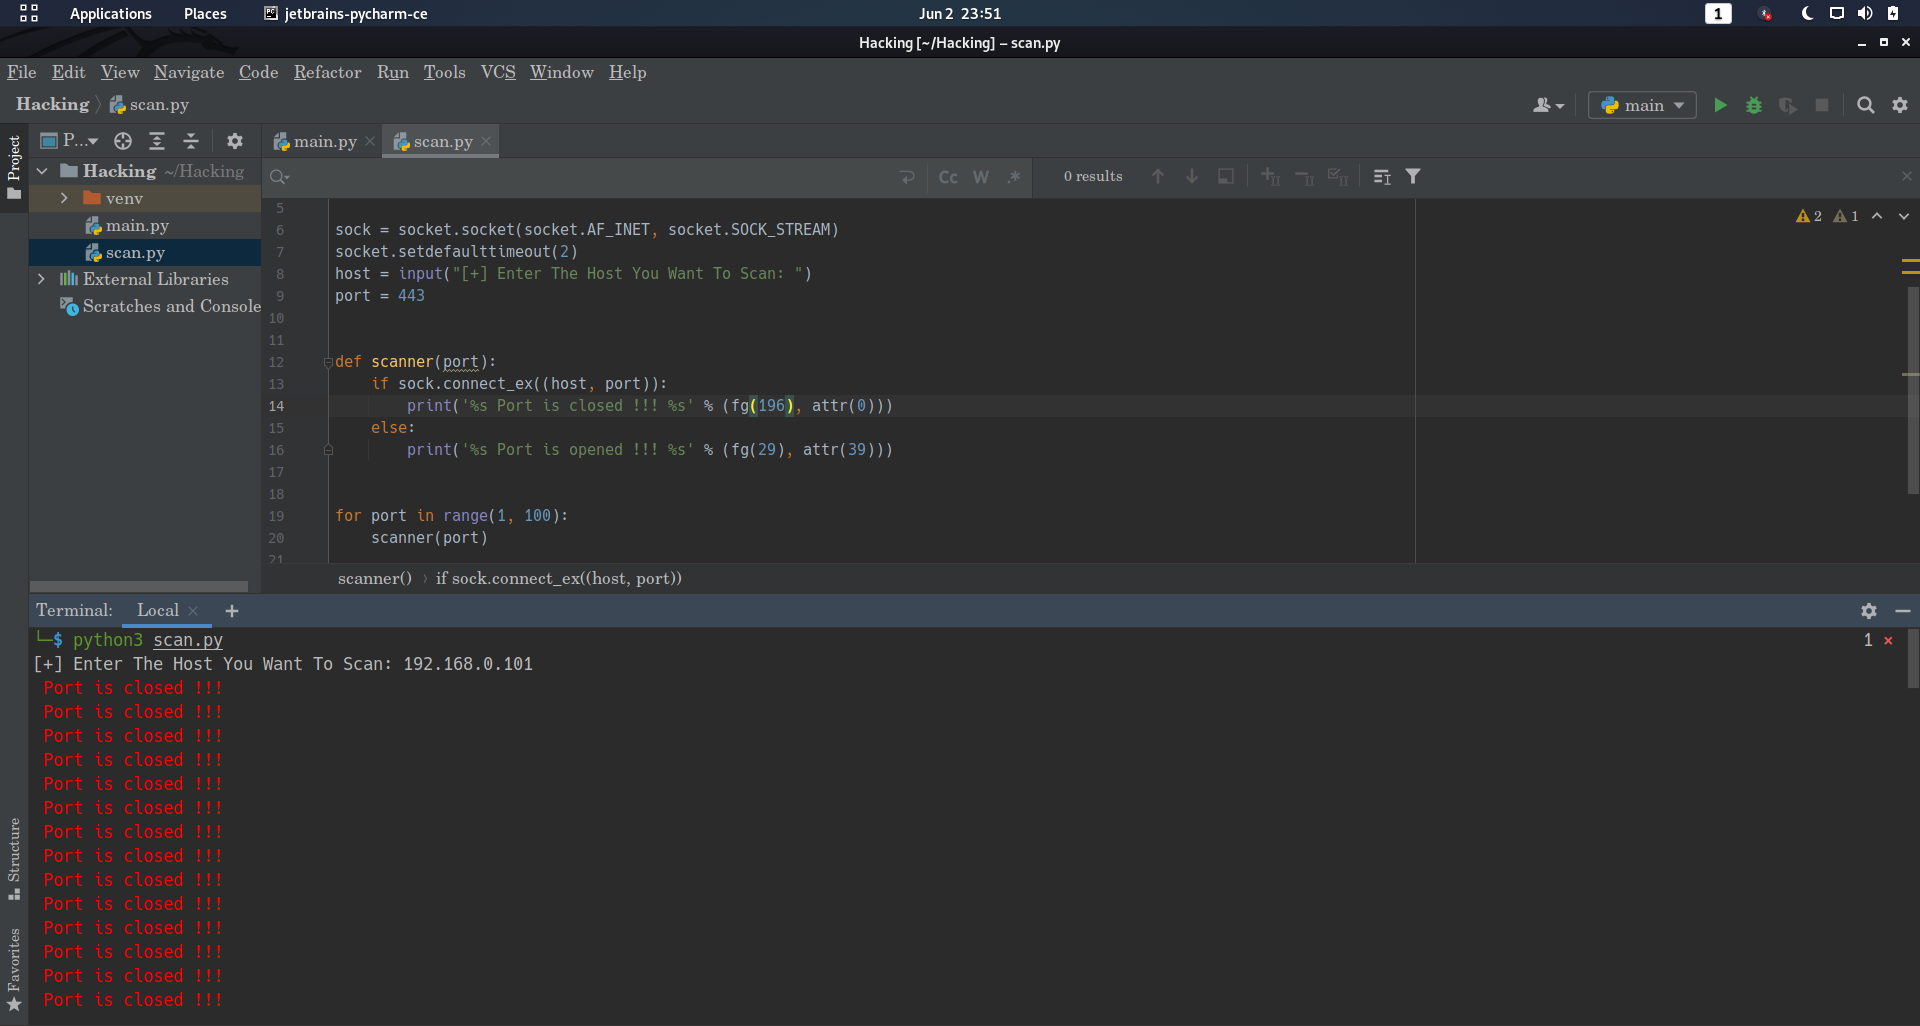 Applications Places jetbrains-pycharm-ce Jun 2 23:51 1
Hacking [~/Hacking] – scan.py
File Edit View Navigate Code Refactor Run Tools VCS Window Help
Hacking scan.py main
Project
P...
main.py scan.py
Hacking ~/Hacking
venv
main.py
scan.py
External Libraries
Scratches and Console
Cc W .* 0 results
2 1
5
6 sock = socket.socket(socket.AF_INET, socket.SOCK_STREAM)
7 socket.setdefaulttimeout(2)
8 host = input("[+] Enter The Host You Want To Scan: ")
9 port = 443
10
11
12 def scanner(port):
13 if sock.connect_ex((host, port)):
14 print('%s Port is closed !!! %s' % (fg(196), attr(0)))
15 else:
16 print('%s Port is opened !!! %s' % (fg(29), attr(39)))
17
18
19 for port in range(1, 100):
20 scanner(port)
21
scanner() › if sock.connect_ex((host, port))
Terminal: Local +
└─$ python3 scan.py 1 ×
[+] Enter The Host You Want To Scan: 192.168.0.101
Port is closed !!!
Port is closed !!!
Port is closed !!!
Port is closed !!!
Port is closed !!!
Port is closed !!!
Port is closed !!!
Port is closed !!!
Port is closed !!!
Port is closed !!!
Port is closed !!!
Port is closed !!!
Port is closed !!!
Port is closed !!!
Structure
Favorites